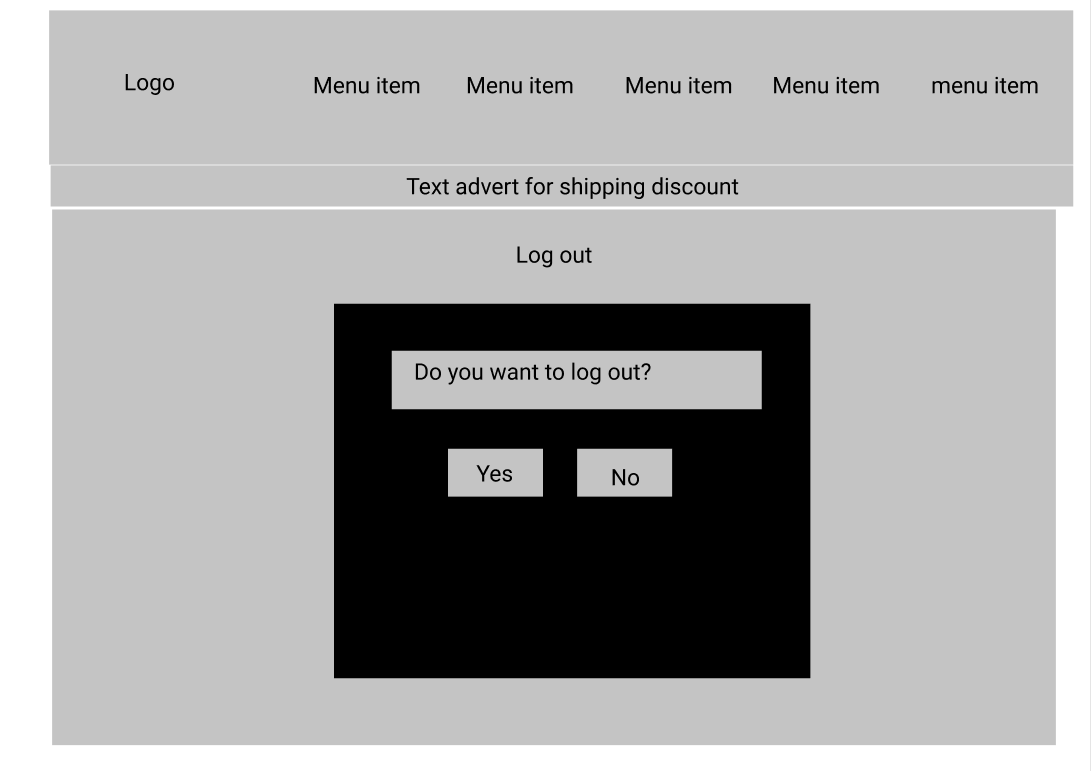 Logo Menu item Menu item Menu item Menu item menu item
Text advert for shipping discount
Log out
Do you want to log out?
Yes No